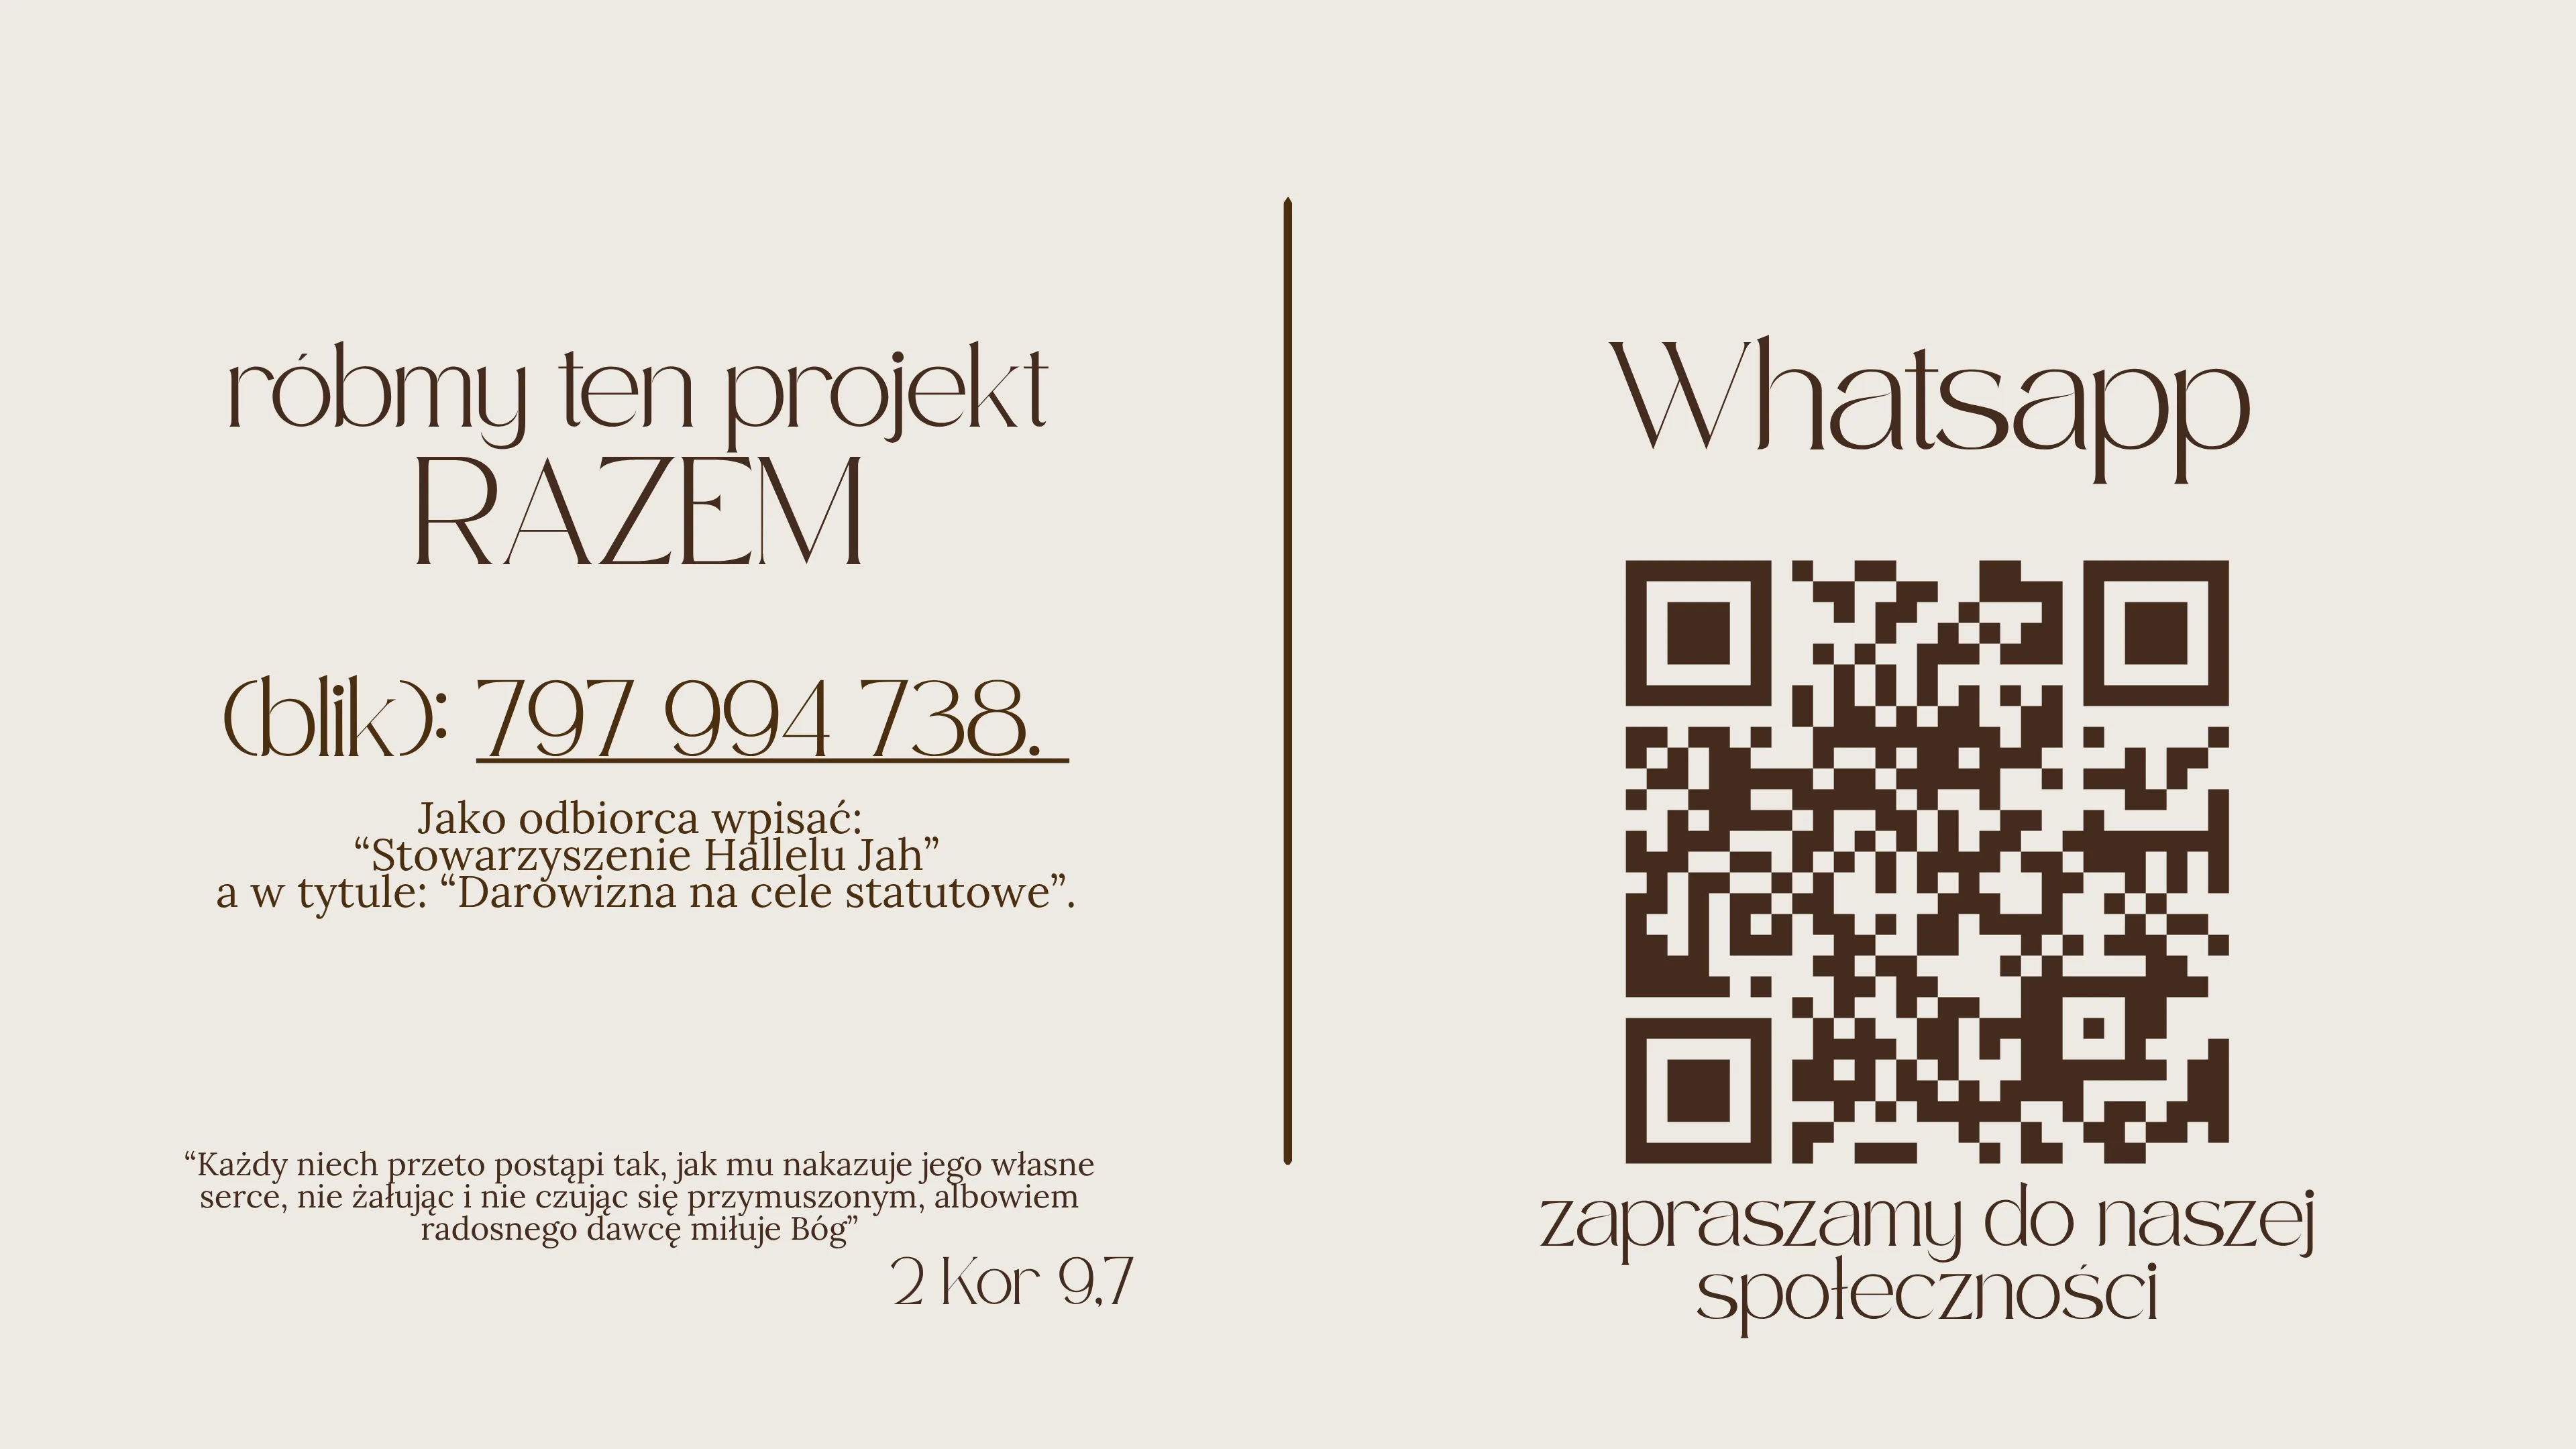 róbmy ten projekt
RAZEM
(blik): 797 994 738.
Jako odbiorca wpisać:
“Stowarzyszenie Hallelu Jah”
a w tytule: “Darowizna na cele statutowe”.
“Każdy niech przeto postąpi tak, jak mu nakazuje jego własne
serce, nie żałując i nie czując się przymuszonym, albowiem
radosnego dawcę miłuje Bóg”
2 Kor 9,7
Whatsapp
zapraszamy do naszej
społeczności